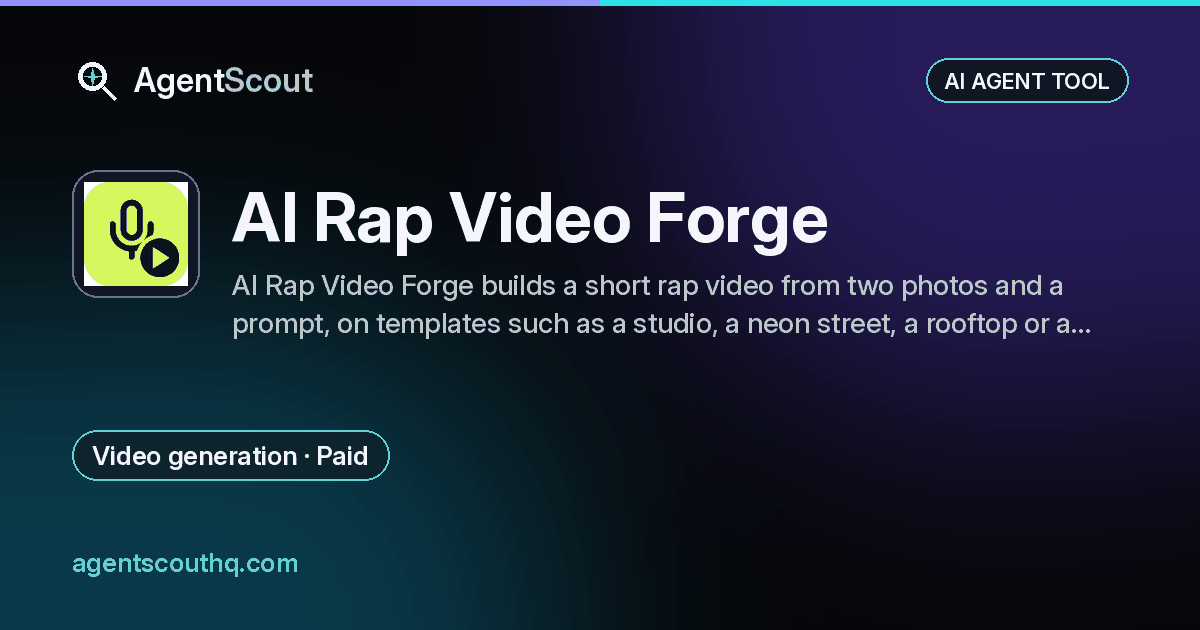 AgentScout
AI AGENT TOOL
AI Rap Video Forge
AI Rap Video Forge builds a short rap video from two photos and a
prompt, on templates such as a studio, a neon street, a rooftop or a...
Video generation · Paid
agentscouthq.com